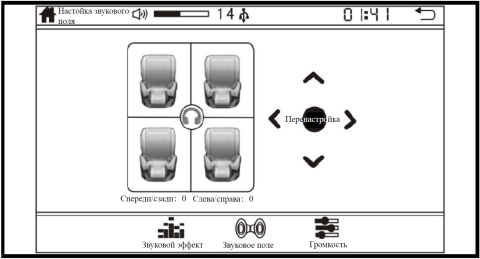 Настойка звукового
поля
14
01:41
Перенастройка
Спереди/сзади: 0 Слева/справа: 0
Звуковой эффект
Звуковое поле
Громкость